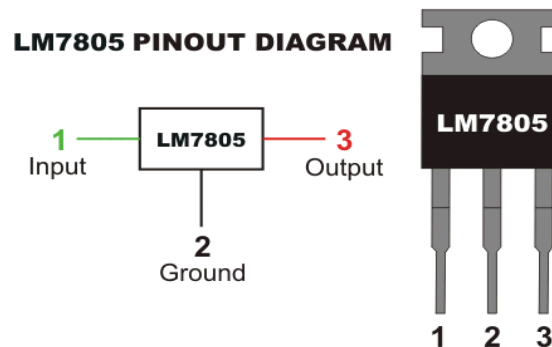 LM7805 PINOUT DIAGRAM
1
Input
LM7805
3
Output
2
Ground
LM7805
1 2 3